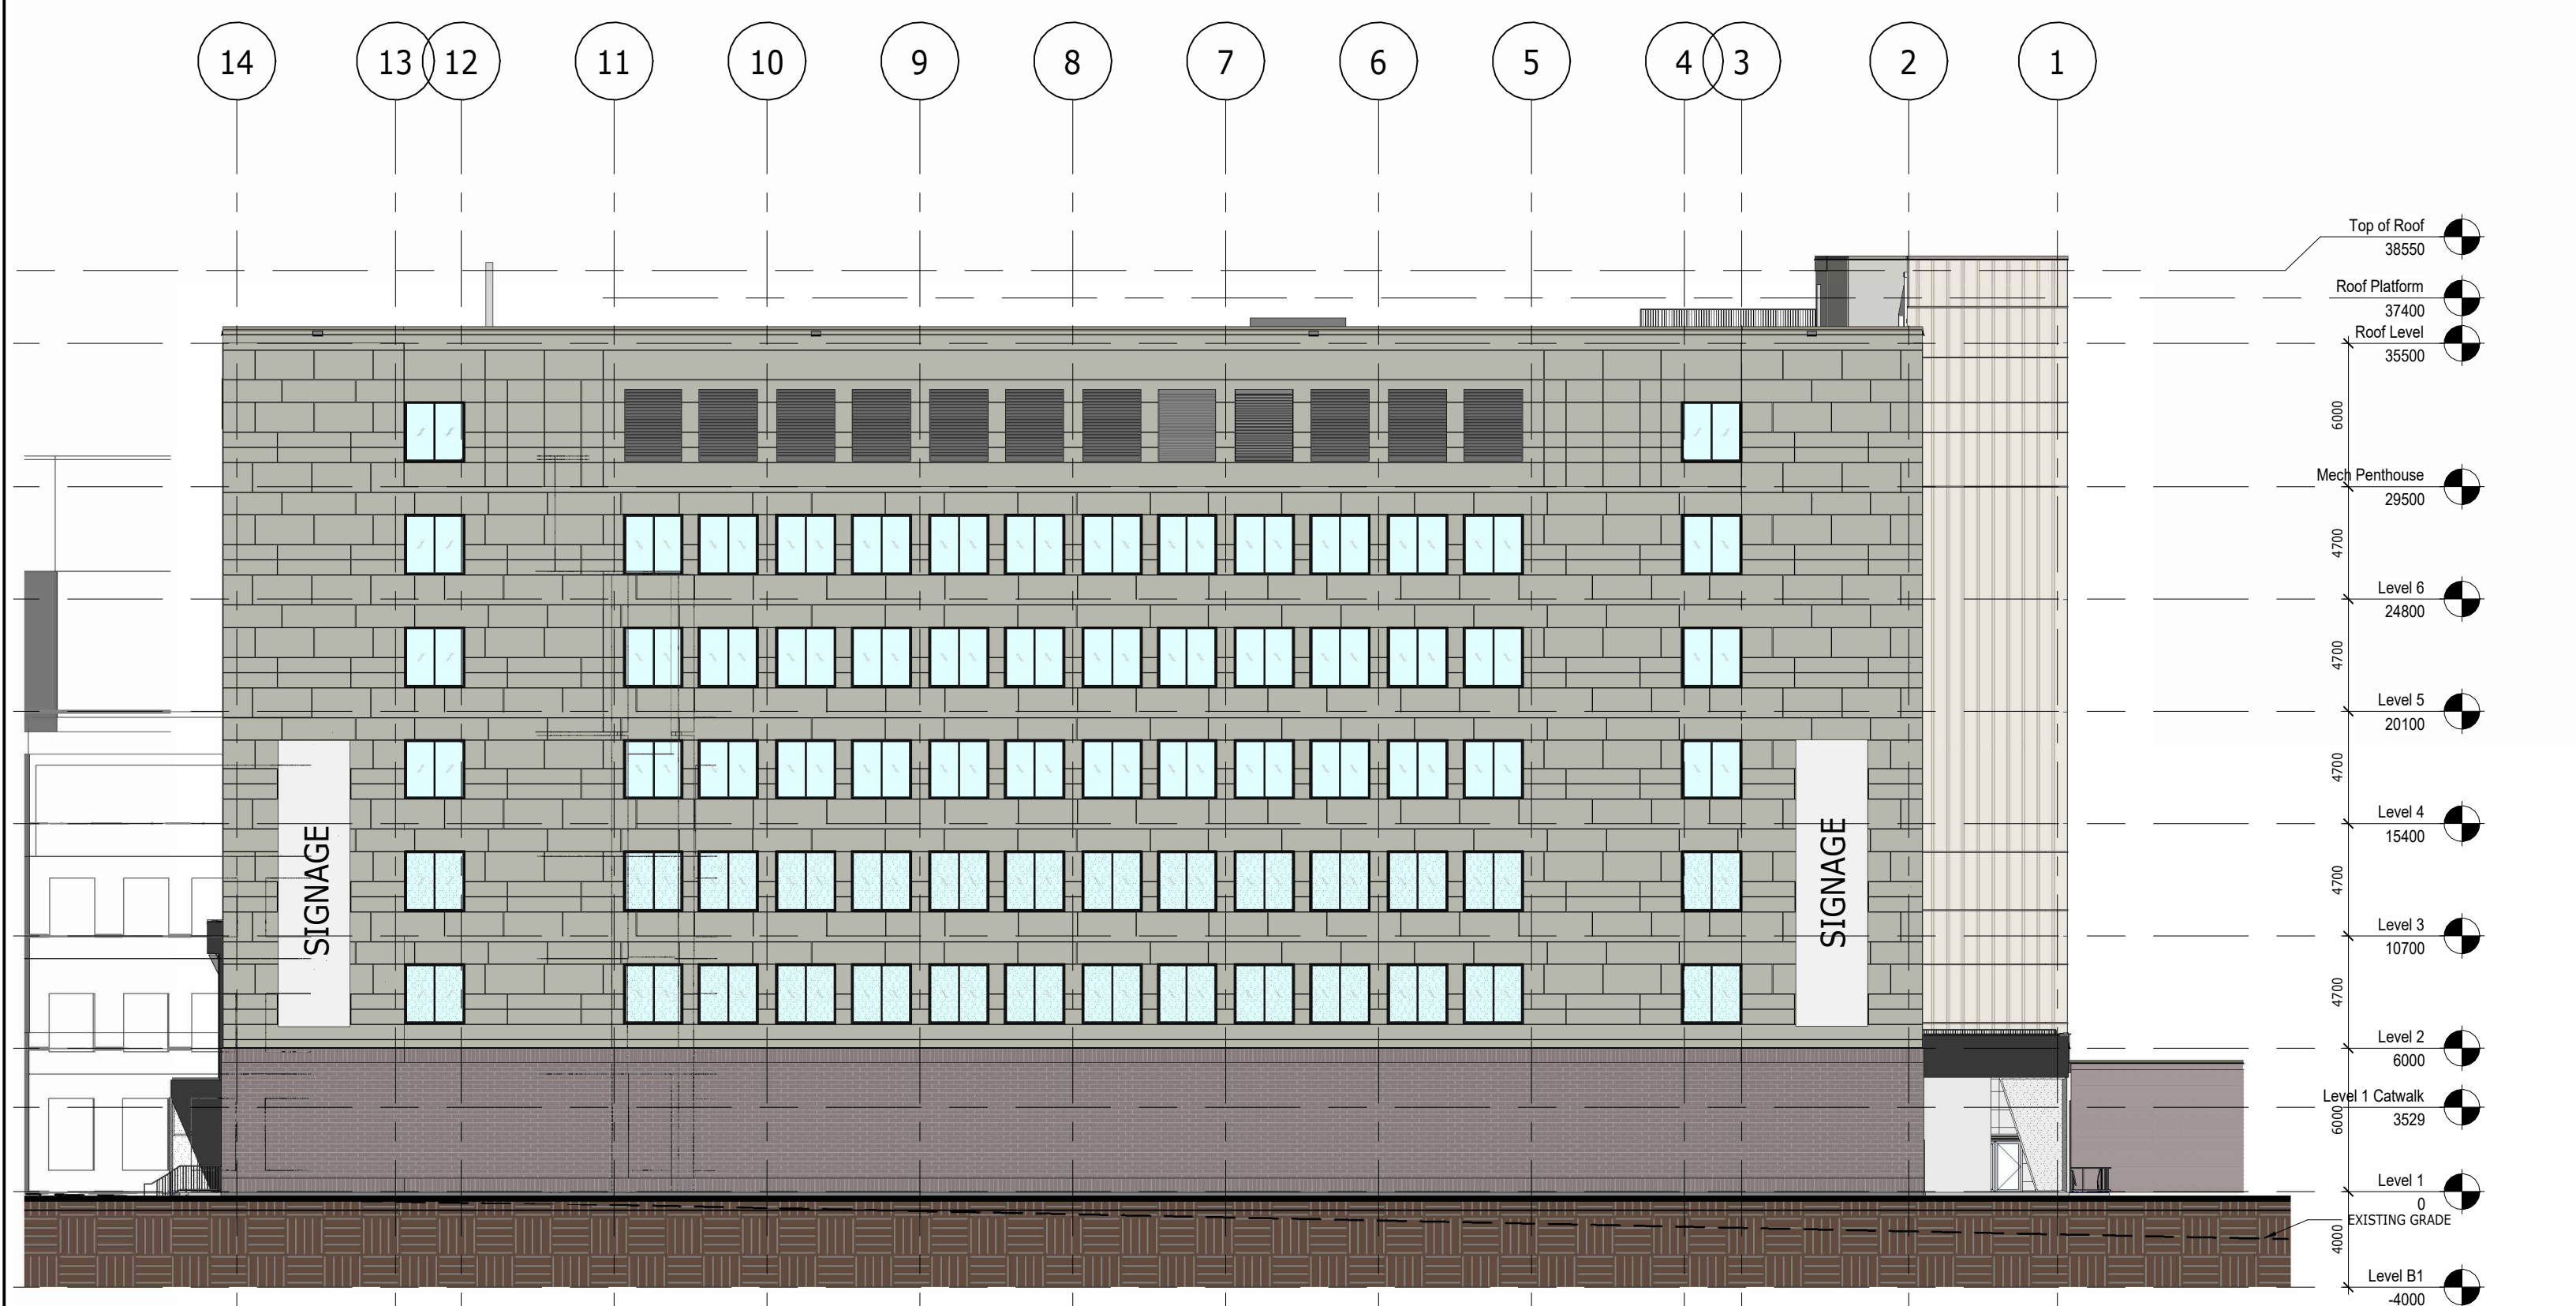 14 13 12 11 10 9 8 7 6 5 4 3 2 1
Top of Roof
38550
Roof Platform
37400
Roof Level
35500
6000
Mech Penthouse
29500
4700
Level 6
24800
4700
Level 5
20100
4700
Level 4
15400
SIGNAGE
SIGNAGE
4700
Level 3
10700
4700
Level 2
6000
Level 1 Catwalk
3529
6000
Level 1
0
EXISTING GRADE
4000
Level B1
-4000